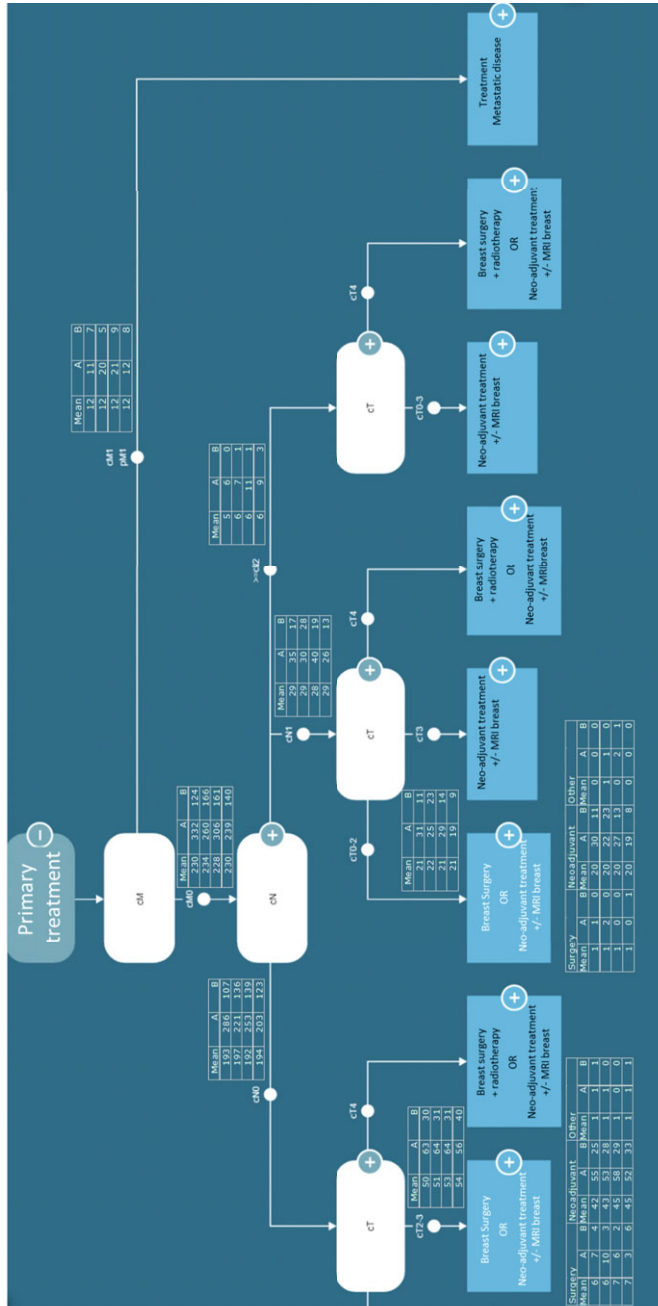 Primary
treatment
cM
cM1
pM1
Mean A B
12 11 7
12 20 5
12 21 9
12 12 8
cM0
Mean A B
230 332 124
234 260 166
228 306 161
230 239 140
cN
cN0
Mean A B
193 286 107
197 221 136
192 253 139
194 203 123
cN1
Mean A B
29 35 17
29 30 28
28 40 19
29 26 13
Mean A B
5 6 0
6 7 1
6 11 1
6 9 3
cT
cT
cT
cT2-3
Mean A B
50 63 30
51 64 31
53 64 31
54 56 40
cT4
cT0-2
Mean A B
21 31 11
22 25 23
21 29 14
21 19 9
cT3
cT4
cT0-3
cT4
Breast Surgery
OR
Neo-adjuvant treatment
+/- MRI breast
Breast surgery
+ radiotherapy
OR
Neo-adjuvant treatment
+/- MRI breast
Breast Surgery
OR
Neo-adjuvant treatment
+/- MRI breast
Neo-adjuvant treatment
+/- MRI breast
Breast surgery
+ radiotherapy
Neo-adjuvant treatment
+/- MRIbreast
Neo-adjuvant treatment
+/- MRI breast
Breast surgery
+ radiotherapy
OR
Neo-adjuvant treatment
+/- MRI breast
Treatment
Metastatic disease
Surgery Neoadjuvant Other
Mean A B Mean A B Mean A B
6 7 4 42 55 25 1 1 1
6 10 3 43 53 28 1 1 0
7 6 2 45 58 29 1 0 0
7 3 6 45 52 33 1 1 1
Surgery Neoadjuvant Other
Mean A B Mean A B Mean A B
1 1 0 20 30 11 0 0 0
1 2 0 20 22 23 1 1 0
1 0 0 20 27 13 0 2 1
1 0 1 20 19 8 0 0 0